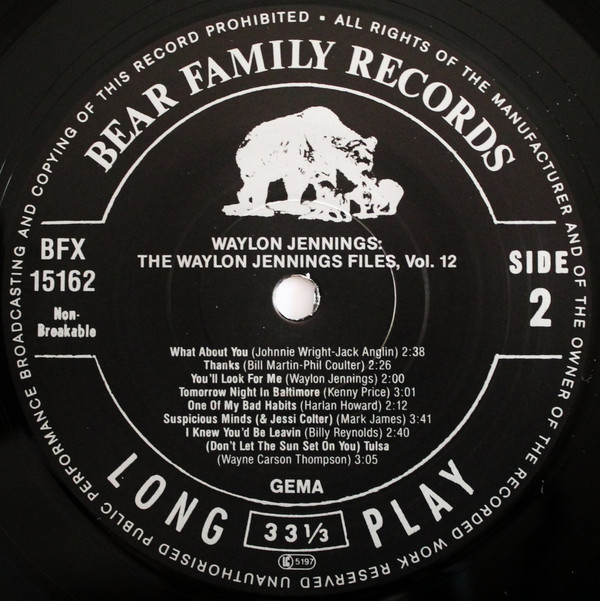 ALL RIGHTS OF THE MANUFACTURER AND OF THE OWNER OF THE RECORDED WORK RESERVED UNAUTHORISED PUBLIC PERFORMANCE BROADCASTING AND COPYING OF THIS RECORD PROHIBITED •
BEAR FAMILY RECORDS
WAYLON JENNINGS:
THE WAYLON JENNINGS FILES, Vol. 12
BFX
15162
Non-
Breakable
SIDE
2
What About You (Johnnie Wright-Jack Anglin) 2:38
Thanks (Bill Martin-Phil Coulter) 2:26
You'll Look For Me (Waylon Jennings) 2:00
Tomorrow Night In Baltimore (Kenny Price) 3:01
One Of My Bad Habits (Harlan Howard) 2:12
Suspicious Minds (& Jessi Colter) (Mark James) 3:41
I Knew You'd Be Leavin (Billy Reynolds) 2:40
(Don't Let The Sun Set On You) Tulsa
(Wayne Carson Thompson) 3:05
GEMA
LONG PLAY
33 1/3
LC 5197